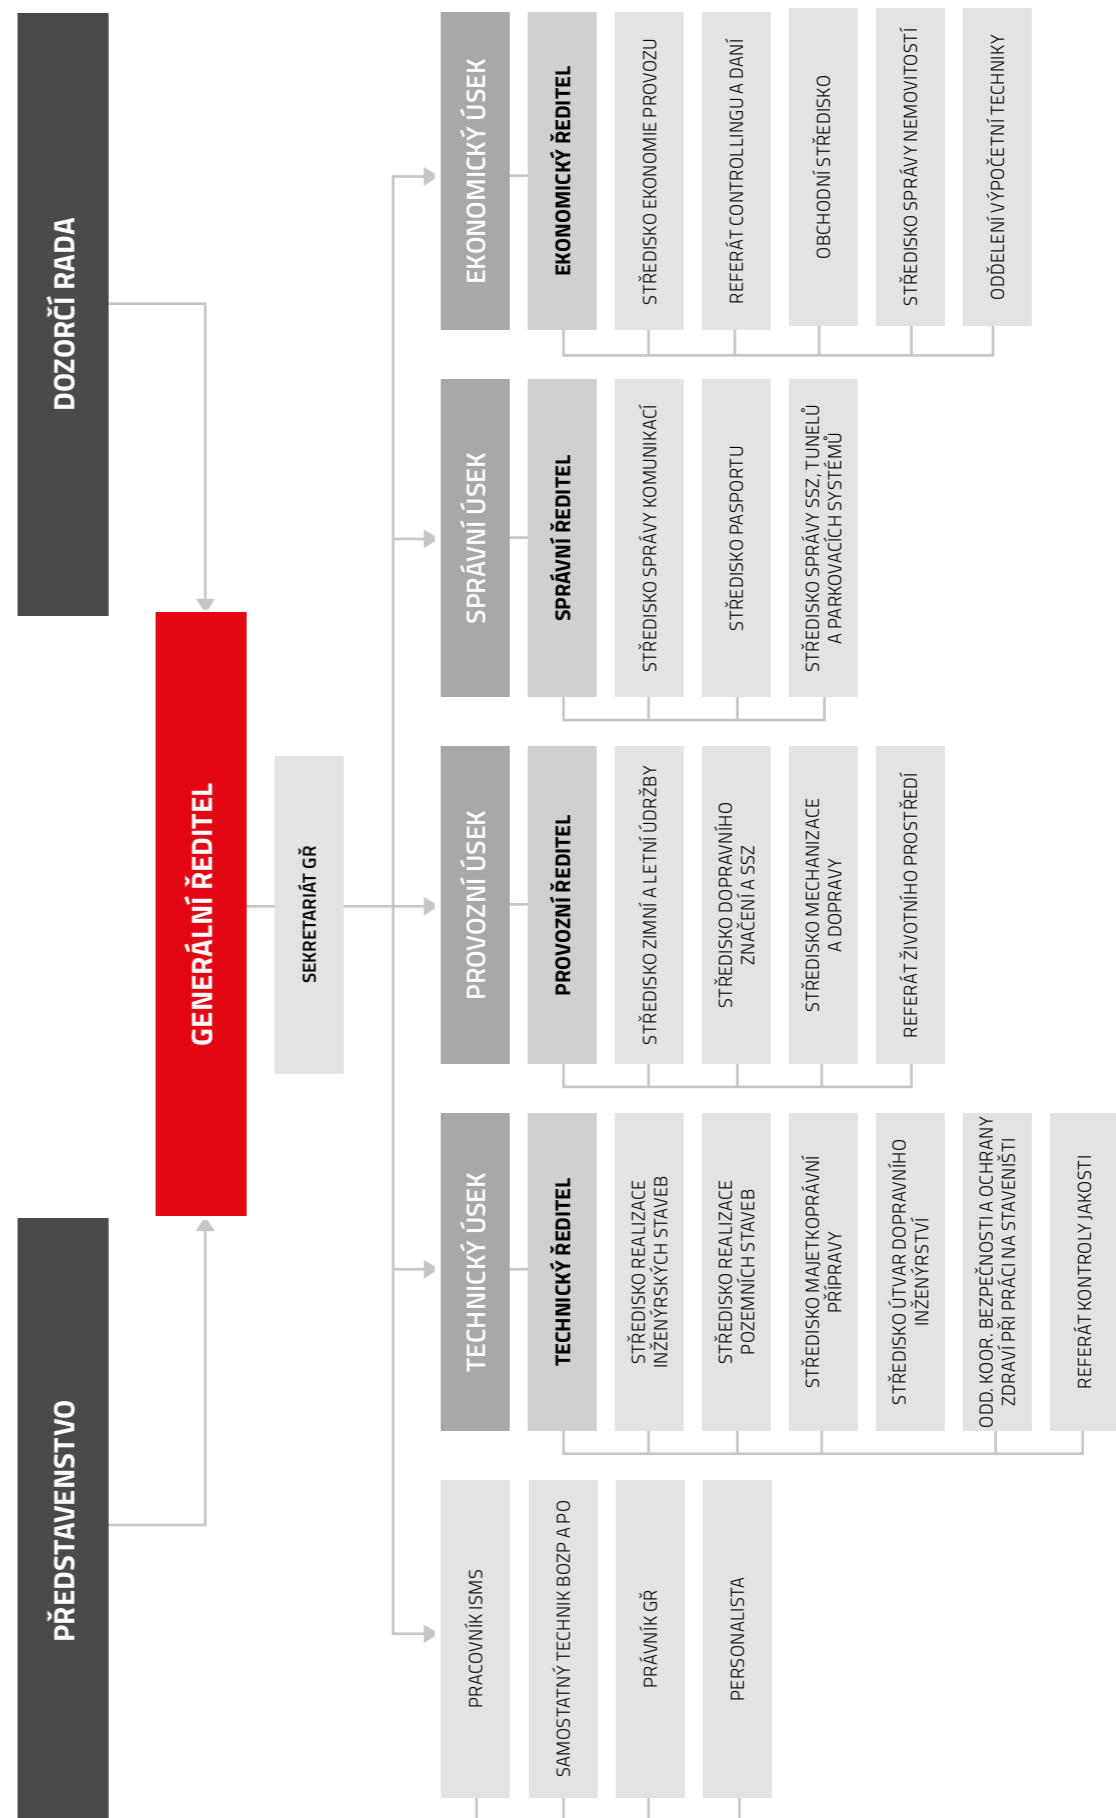 PŘEDSTAVENSTVO
DOZORČÍ RADA
GENERÁLNÍ ŘEDITEL
SEKRETARIÁT GŘ
PRACOVNÍK ISMS
SAMOSTATNÝ TECHNIK BOZP A PO
PRÁVNÍK GŘ
PERSONALISTA
TECHNICKÝ ÚSEK
TECHNICKÝ ŘEDITEL
STŘEDISKO REALIZACE
INŽENÝRSKÝCH STAVEB
STŘEDISKO REALIZACE
POZEMNÍCH STAVEB
STŘEDISKO MAJETKOPRÁVNÍ
PŘÍPRAVY
STŘEDISKO ÚTVAR DOPRAVNÍHO
INŽENÝRSTVÍ
ODD. KOOR. BEZPEČNOSTI A OCHRANY
ZDRAVÍ PŘI PRÁCI NA STAVENIŠTI
REFERÁT KONTROLY JAKOSTI
PROVOZNÍ ÚSEK
PROVOZNÍ ŘEDITEL
STŘEDISKO ZIMNÍ A LETNÍ ÚDRŽBY
STŘEDISKO DOPRAVNÍHO
ZNAČENÍ A SSZ
STŘEDISKO MECHANIZACE
A DOPRAVY
REFERÁT ŽIVOTNÍHO PROSTŘEDÍ
SPRÁVNÍ ÚSEK
SPRÁVNÍ ŘEDITEL
STŘEDISKO SPRÁVY KOMUNIKACÍ
STŘEDISKO PASPORTU
STŘEDISKO SPRÁVY SSZ, TUNELŮ
A PARKOVACÍCH SYSTÉMŮ
EKONOMICKÝ ÚSEK
EKONOMICKÝ ŘEDITEL
STŘEDISKO EKONOMIE PROVOZU
REFERÁT CONTROLLINGU A DANÍ
OBCHODNÍ STŘEDISKO
STŘEDISKO SPRÁVY NEMOVITOSTÍ
ODDĚLENÍ VÝPOČETNÍ TECHNIKY